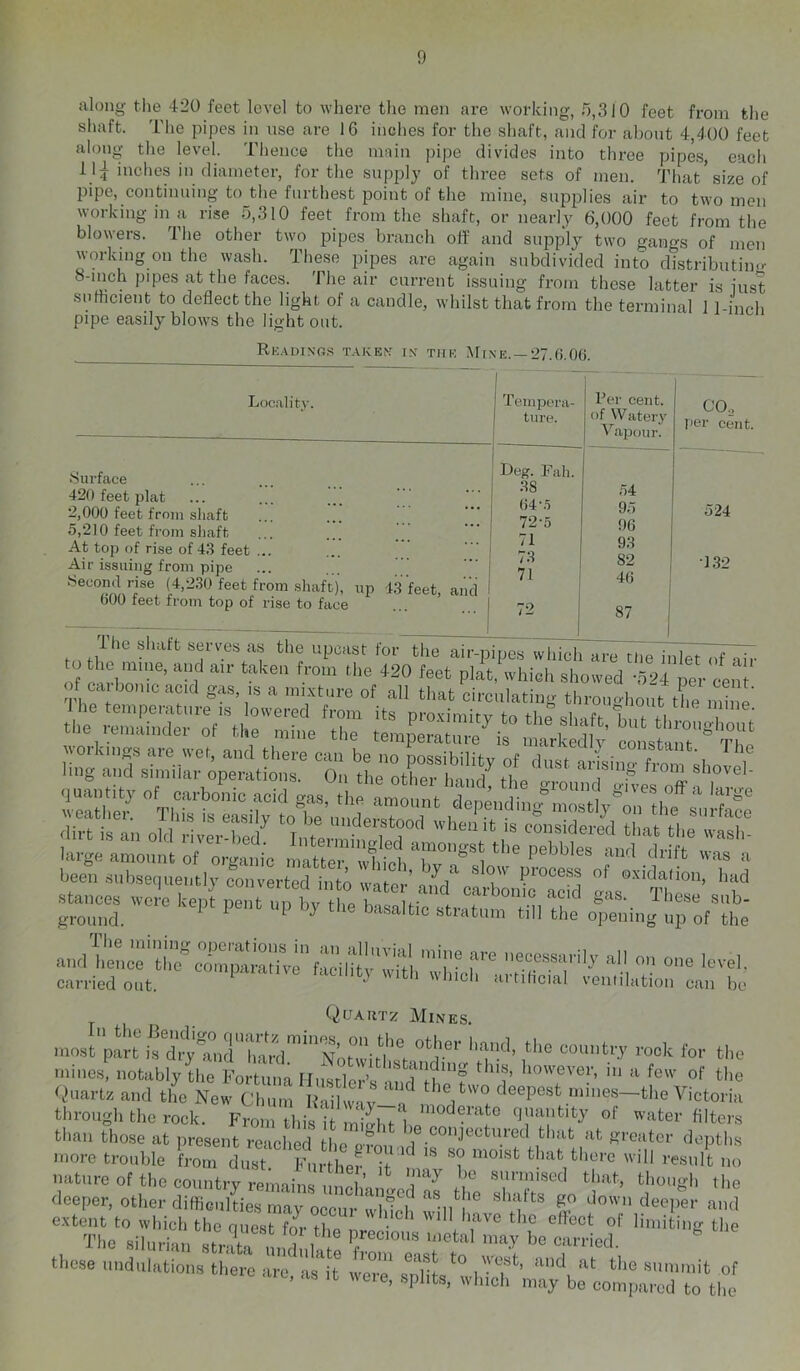 9
along the 420 feet level to where the men are working, 5,310 feet from the
shaft. The pipes in use are 16 inches for the shaft, and for about 4,400 feet
along the level. Thence the main pipe divides into three pipes, each
11¼ inches in diameter, for the supply of three sets of men. That size of
pipe, continuing to the furthest point of the mine, supplies air to two men
working in a rise 5,310 feet from the shaft, or nearly 6,000 feet from the
blowers. The other two pipes branch off and supply two gangs of men
working on the wash. These pipes are again subdivided into distributing
8-inch pipes at the faces. The air current issuing from these latter is just
sufficient to deflect the light of a candle, whilst that from the terminal 11-inch
pipe easily blows the light out.
READINGS TAKEN IN THE MINE.—27.6.06.
Locality. Tempera- ture. Per cent. of Watery Vapour. CO₂ per cent.
Surface ... Deg. Fah. 38 54
420 feet plat ... 64·5 95 524
2,000 feet from shaft ... 72·5 96
5,210 feet from shaft ... 71 93
At top of rise of 43 feet ... 73 82 ·132
Air issuing from pipe ... 71 46
Second rise (4,230 feet from shaft), up 43 feet, and
600 feet from top of rise to face ... 72 87
The shaft serves as the upcast for the air-pipes which are the inlet of air
to the mine, and air taken from the 420 feet plat, which showed ·524 per cent.
of carbonic acid gas, is a mixture of all that circulating throughout the mine.
The temperature is lowered from its proximity to the shaft, but throughout
the remainder of the mine the temperature is markedly constant. The
workings are wet, and there can be no possibility of dust arising from shovel-
ling and similar operations. On the other hand, the ground gives off a large
quantity of carbonic acid gas, the amount depending mostly on the surface
weather. This is easily to be understood when it is considered that the wash-
dirt is an old river-bed. Intermingled amongst the pebbles and drift was a
large amount of organic matter, which, by a slow process of oxidation, had
been subsequently converted into water and carbonic acid gas. These sub-
stances were kept pent up by the basaltic stratum till the opening up of the
ground.
The mining operations in an alluvial mine are necessarily all on one level,
and hence the comparative facility with which artificial ventilation can be
carried out.
QUARTZ MINES.
In the Bendigo quartz mines, on the other hand, the country rock for the
most part is dry and hard. Notwithstanding this, however, in a few of the
mines, notably the Fortuna Hustler's and the two deepest mines—the Victoria
Quartz and the New Chum Railway—a moderate quantity of water filters
through the rock. From this it might be conjectured that at greater depths
than those at present reached the ground is so moist that there will result no
more trouble from dust. Further, it may be surmised that, though the
nature of the country remains unchanged as the shafts go down deeper and
deeper, other difficulties may occur which will have the effect of limiting the
extent to which the quest for the precious metal may be carried.
The silurian strata undulate from east to west, and at the summit of
these undulations there are, as it were, splits, which may be compared to the